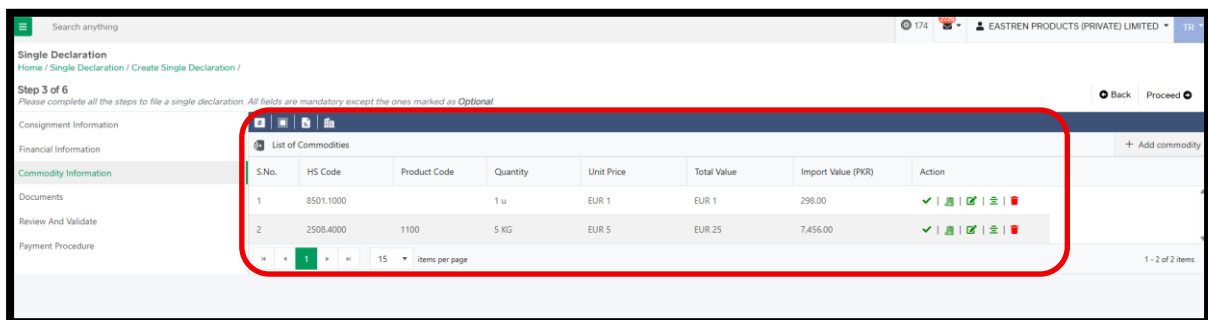 Search anything
174
2720
EASTREN PRODUCTS (PRIVATE) LIMITED
TR
Single Declaration
Home / Single Declaration / Create Single Declaration /
Step 3 of 6
Please complete all the steps to file a single declaration. All fields are mandatory except the ones marked as Optional.
Back Proceed
Consignment Information
Financial Information
Commodity Information
Documents
Review And Validate
Payment Procedure
List of Commodities
+ Add commodity
S.No. HS Code Product Code Quantity Unit Price Total Value Import Value (PKR) Action
1 8501.1000 1 u EUR 1 EUR 1 298.00
2 2508.4000 1100 5 KG EUR 5 EUR 25 7,456.00
1 15 items per page
1 - 2 of 2 items